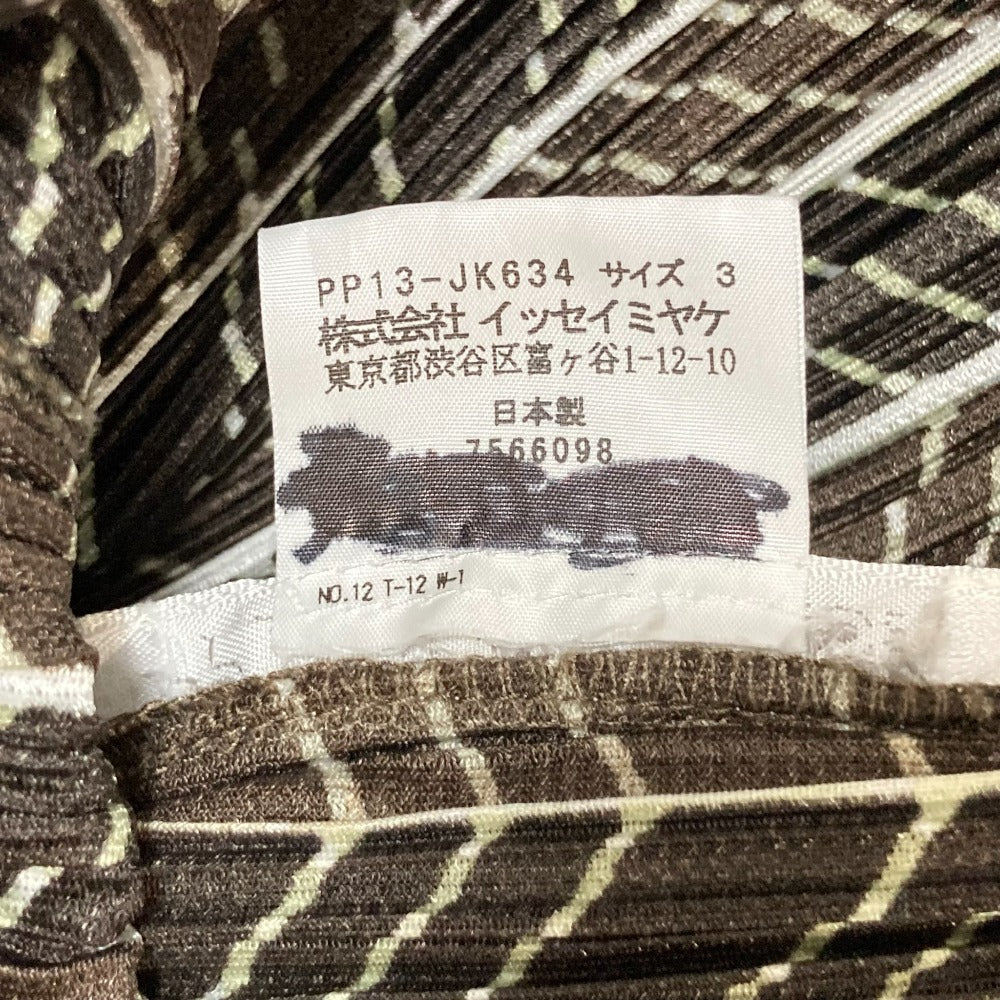 PP13-JK634 サイズ 3
株式会社 イッセイミヤケ
東京都渋谷区富ヶ谷1-12-10
日本製
7566098
NO.12 T-12 W-1